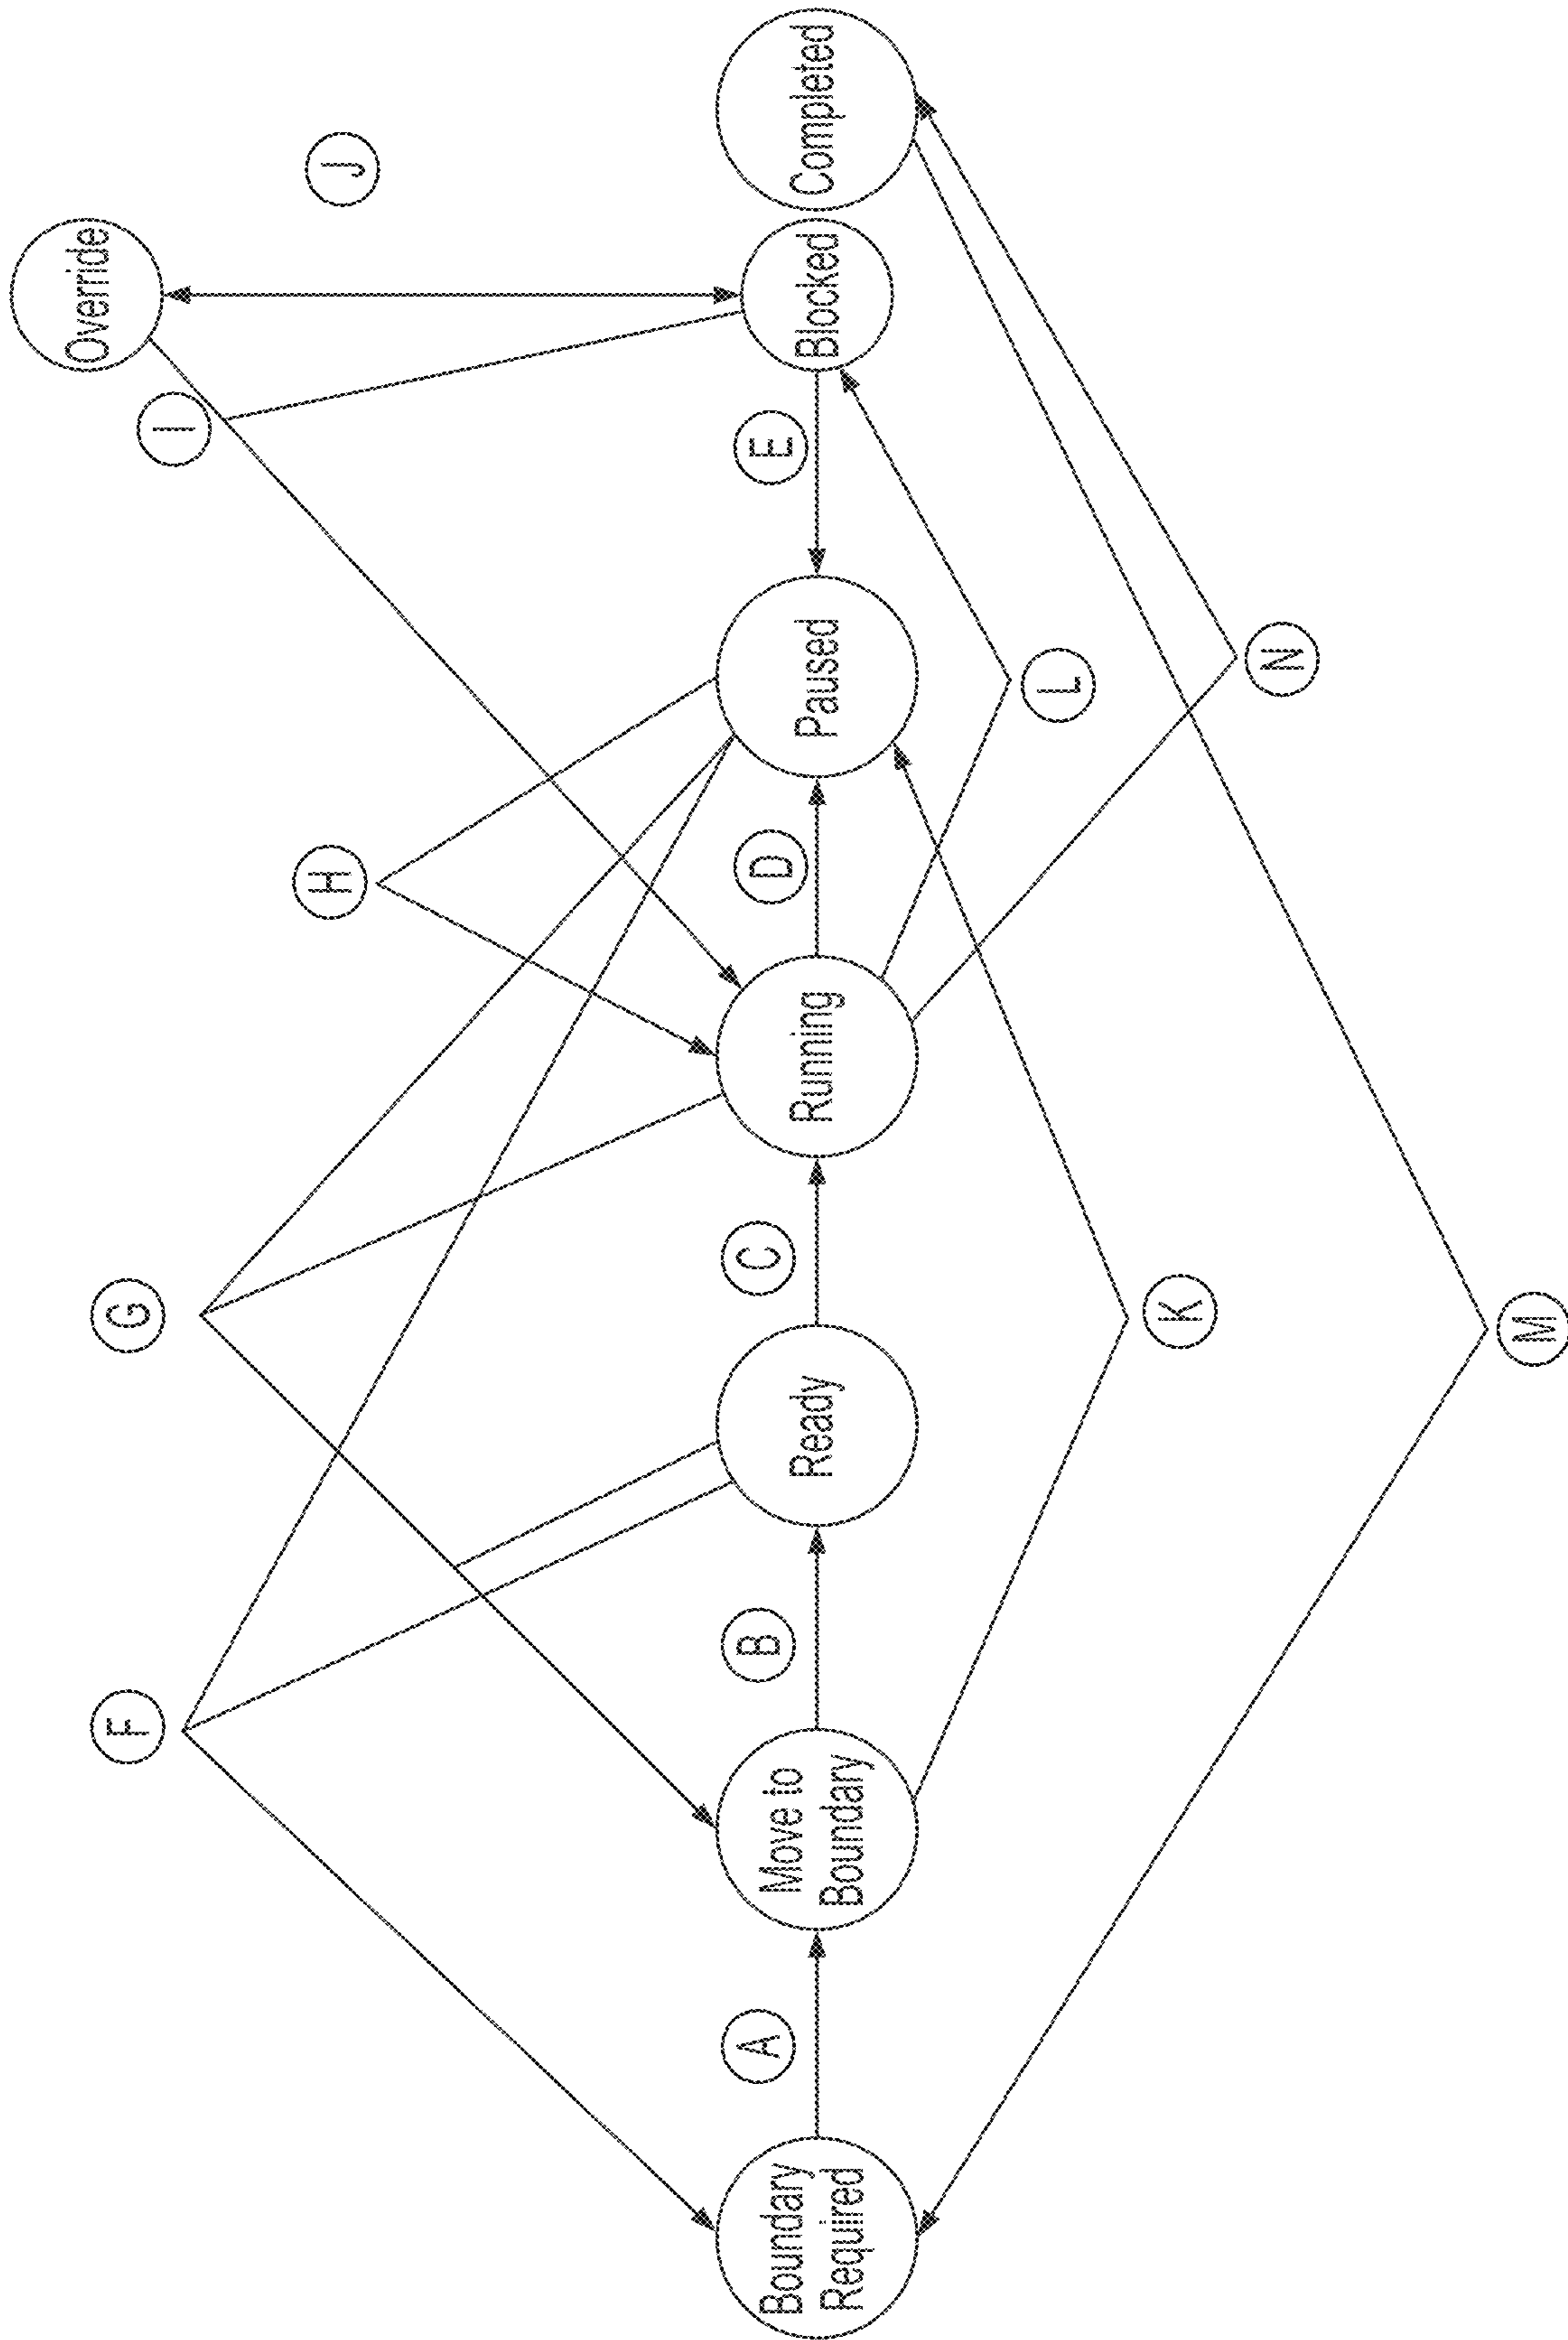 Override
J
I
G
F
H
Boundary
Required
A
Move to
Boundary
B
Ready
C
Running
D
Paused
E
Blocked
Completed
L
K
N
M